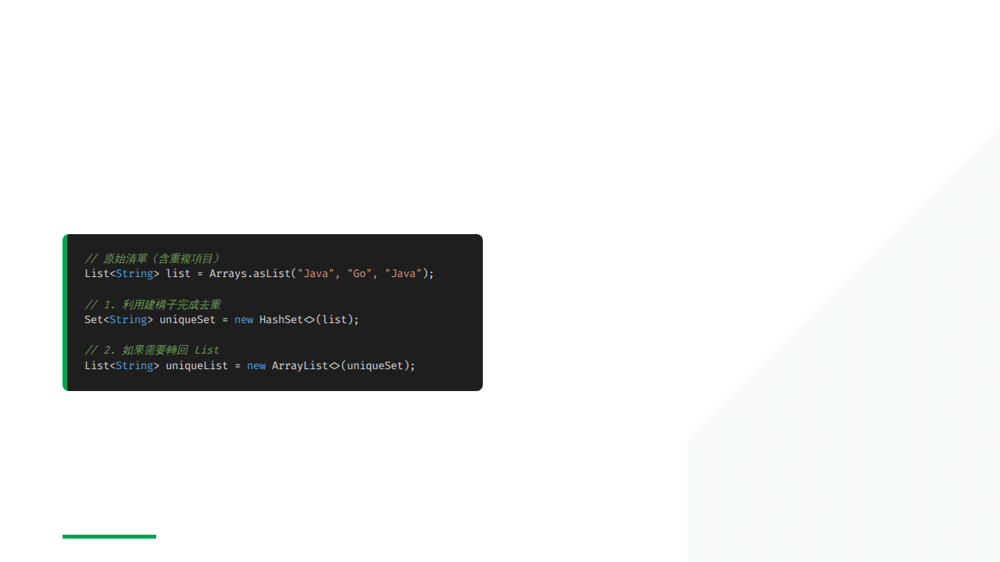 // 原始清單（含重複項目）
List<String> list = Arrays.asList("Java", "Go", "Java");
// 1. 利用建構子完成去重
Set<String> uniqueSet = new HashSet<>(list);
// 2. 如果需要轉回 List
List<String> uniqueList = new ArrayList<>(uniqueSet);